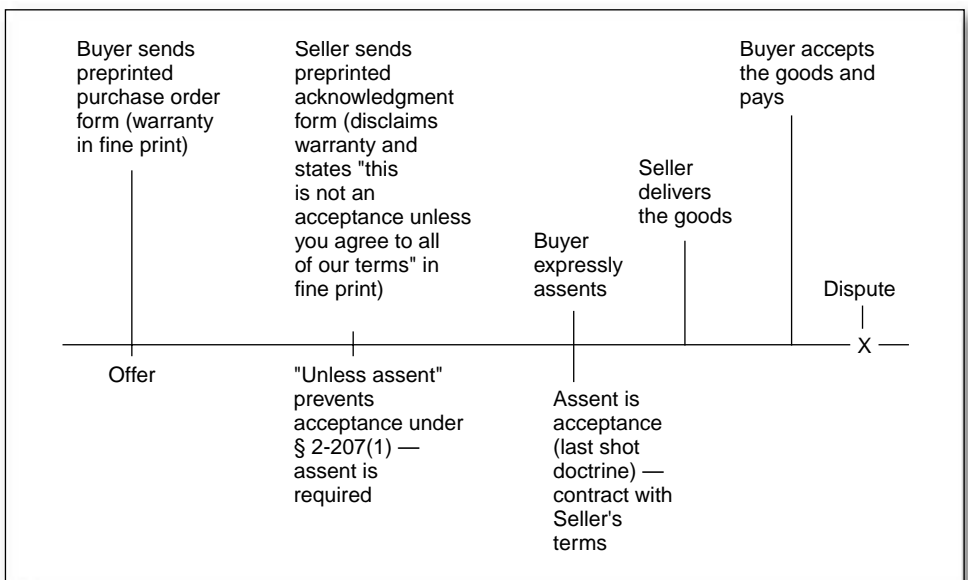 Buyer sends
preprinted
purchase order
form (warranty
in fine print)
Seller sends
preprinted
acknowledgment
form (disclaims
warranty and
states "this
is not an
acceptance unless
you agree to all
of our terms" in
fine print)
Buyer
expressly
assents
Seller
delivers
the goods
Buyer accepts
the goods and
pays
Dispute
X
Offer
"Unless assent"
prevents
acceptance under
§ 2-207(1) —
assent is
required
Assent is
acceptance
(last shot
doctrine) —
contract with
Seller's
terms